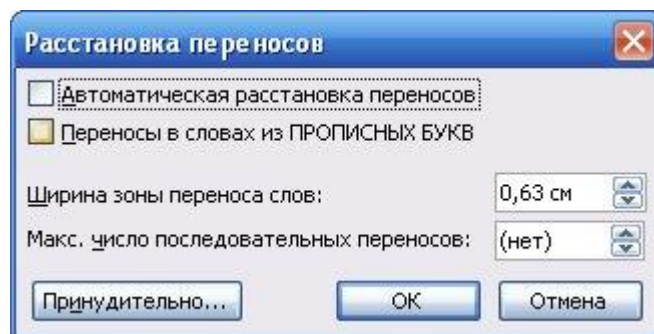 Расстановка переносов
Автоматическая расстановка переносов
Переносы в словах из ПРОПИСНЫХ БУКВ
Ширина зоны переноса слов: 0,63 см
Макс. число последовательных переносов: (нет)
Принудительно... ОК Отмена